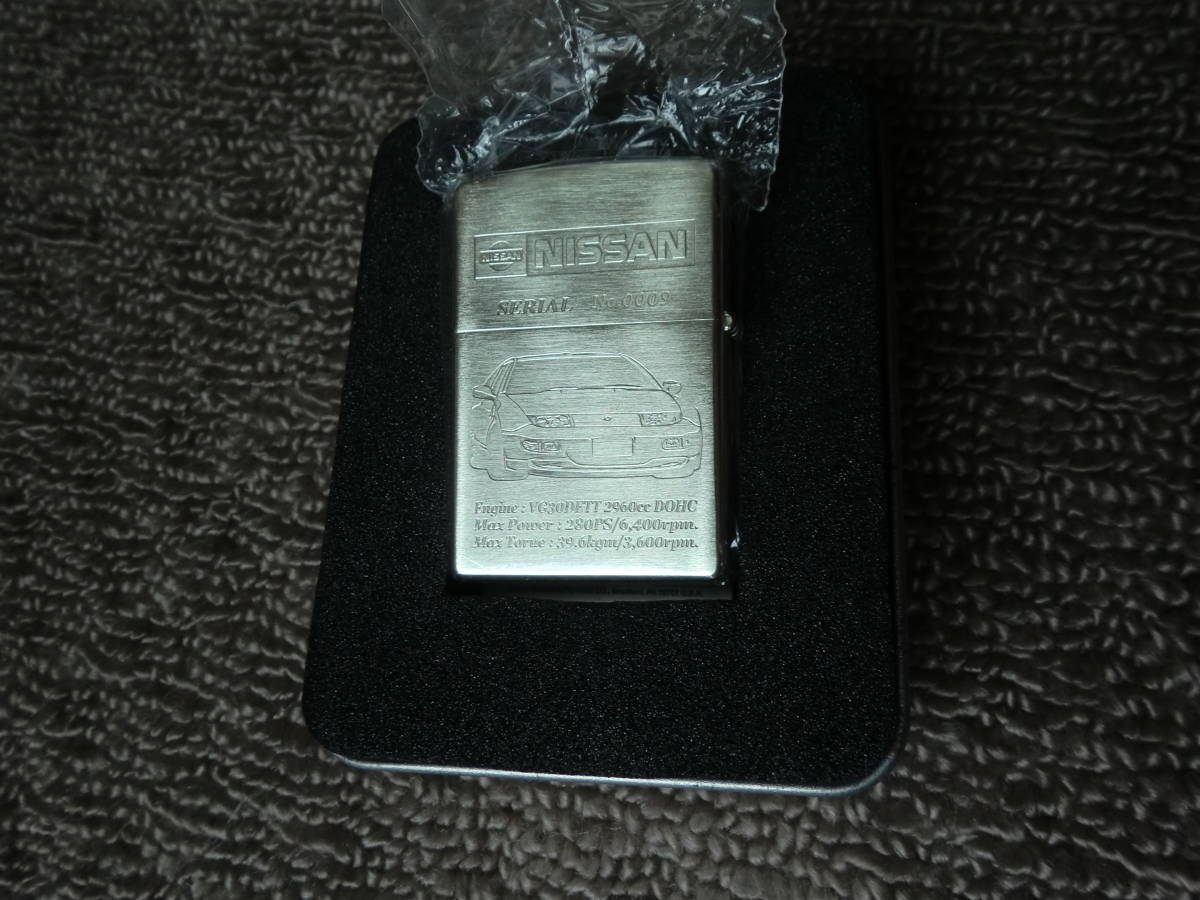 NISSAN NISSAN
SERIAL No.0009
Engine : VG30DETT 2960cc DOHC
Max Power : 280PS/6,400rpm.
Max Torue : 39.6kgm/3,600rpm.